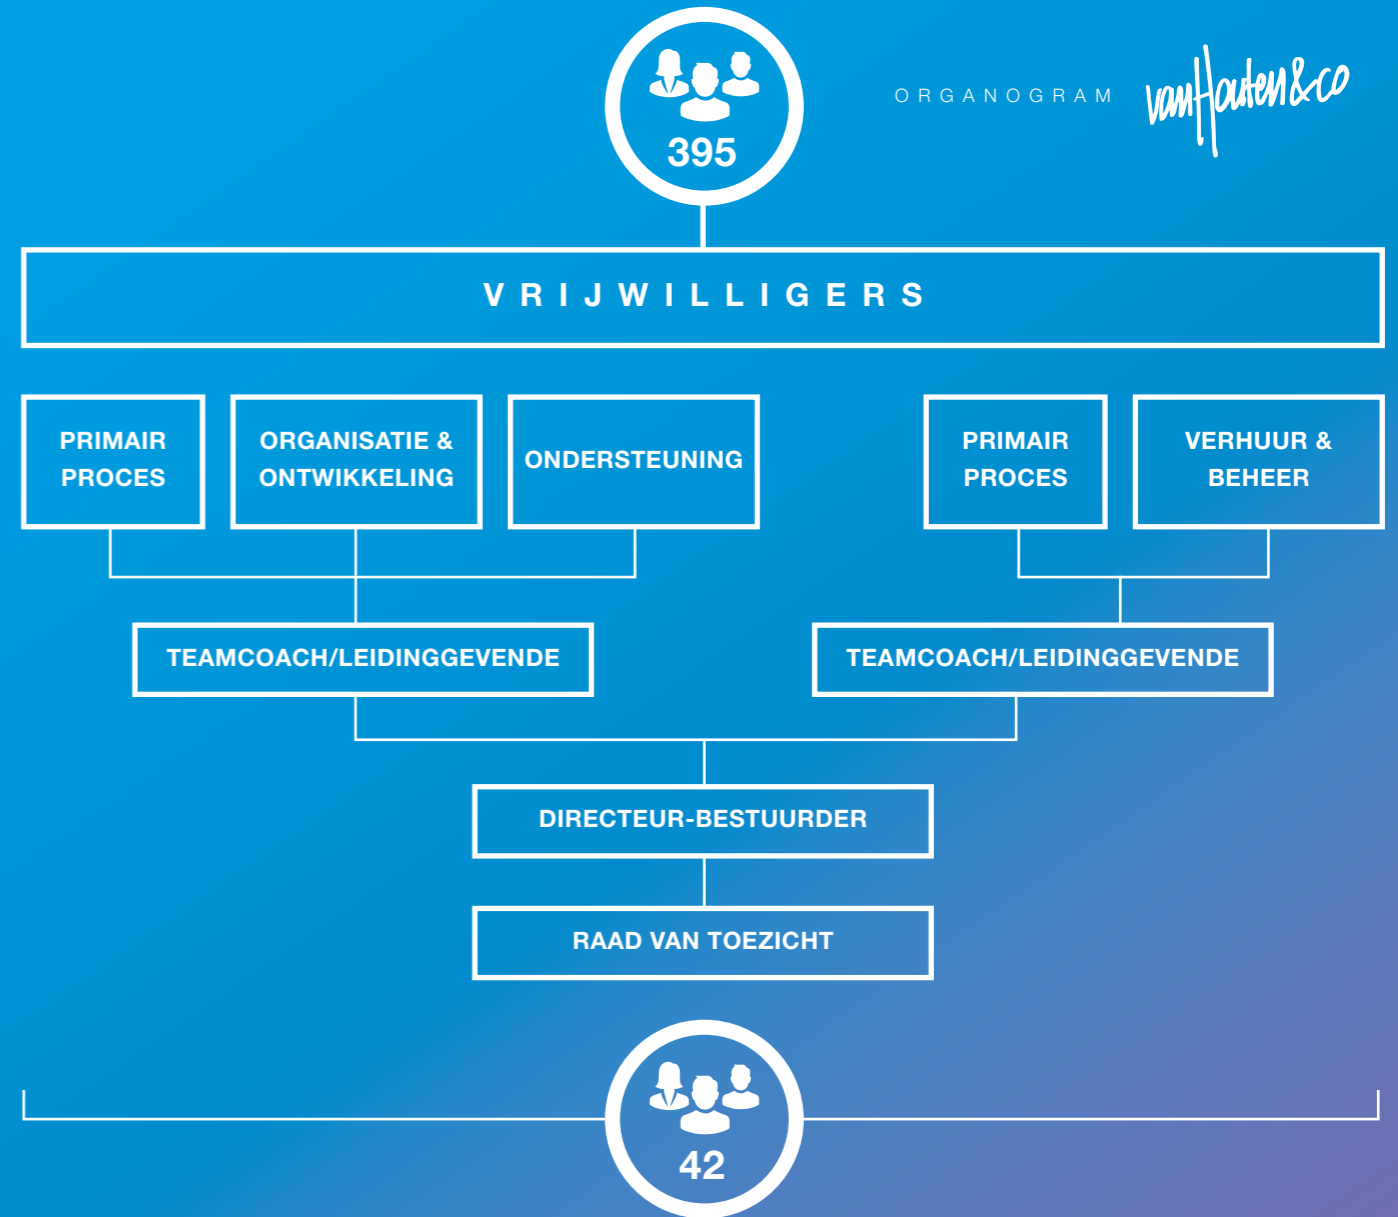 395
ORGANOGRAM
vanHouten&co
VRIJWILLIGERS
PRIMAIR
PROCES
ORGANISATIE &
ONTWIKKELING
ONDERSTEUNING
PRIMAIR
PROCES
VERHUUR &
BEHEER
TEAMCOACH/LEIDINGGEVENDE
TEAMCOACH/LEIDINGGEVENDE
DIRECTEUR-BESTUURDER
RAAD VAN TOEZICHT
42